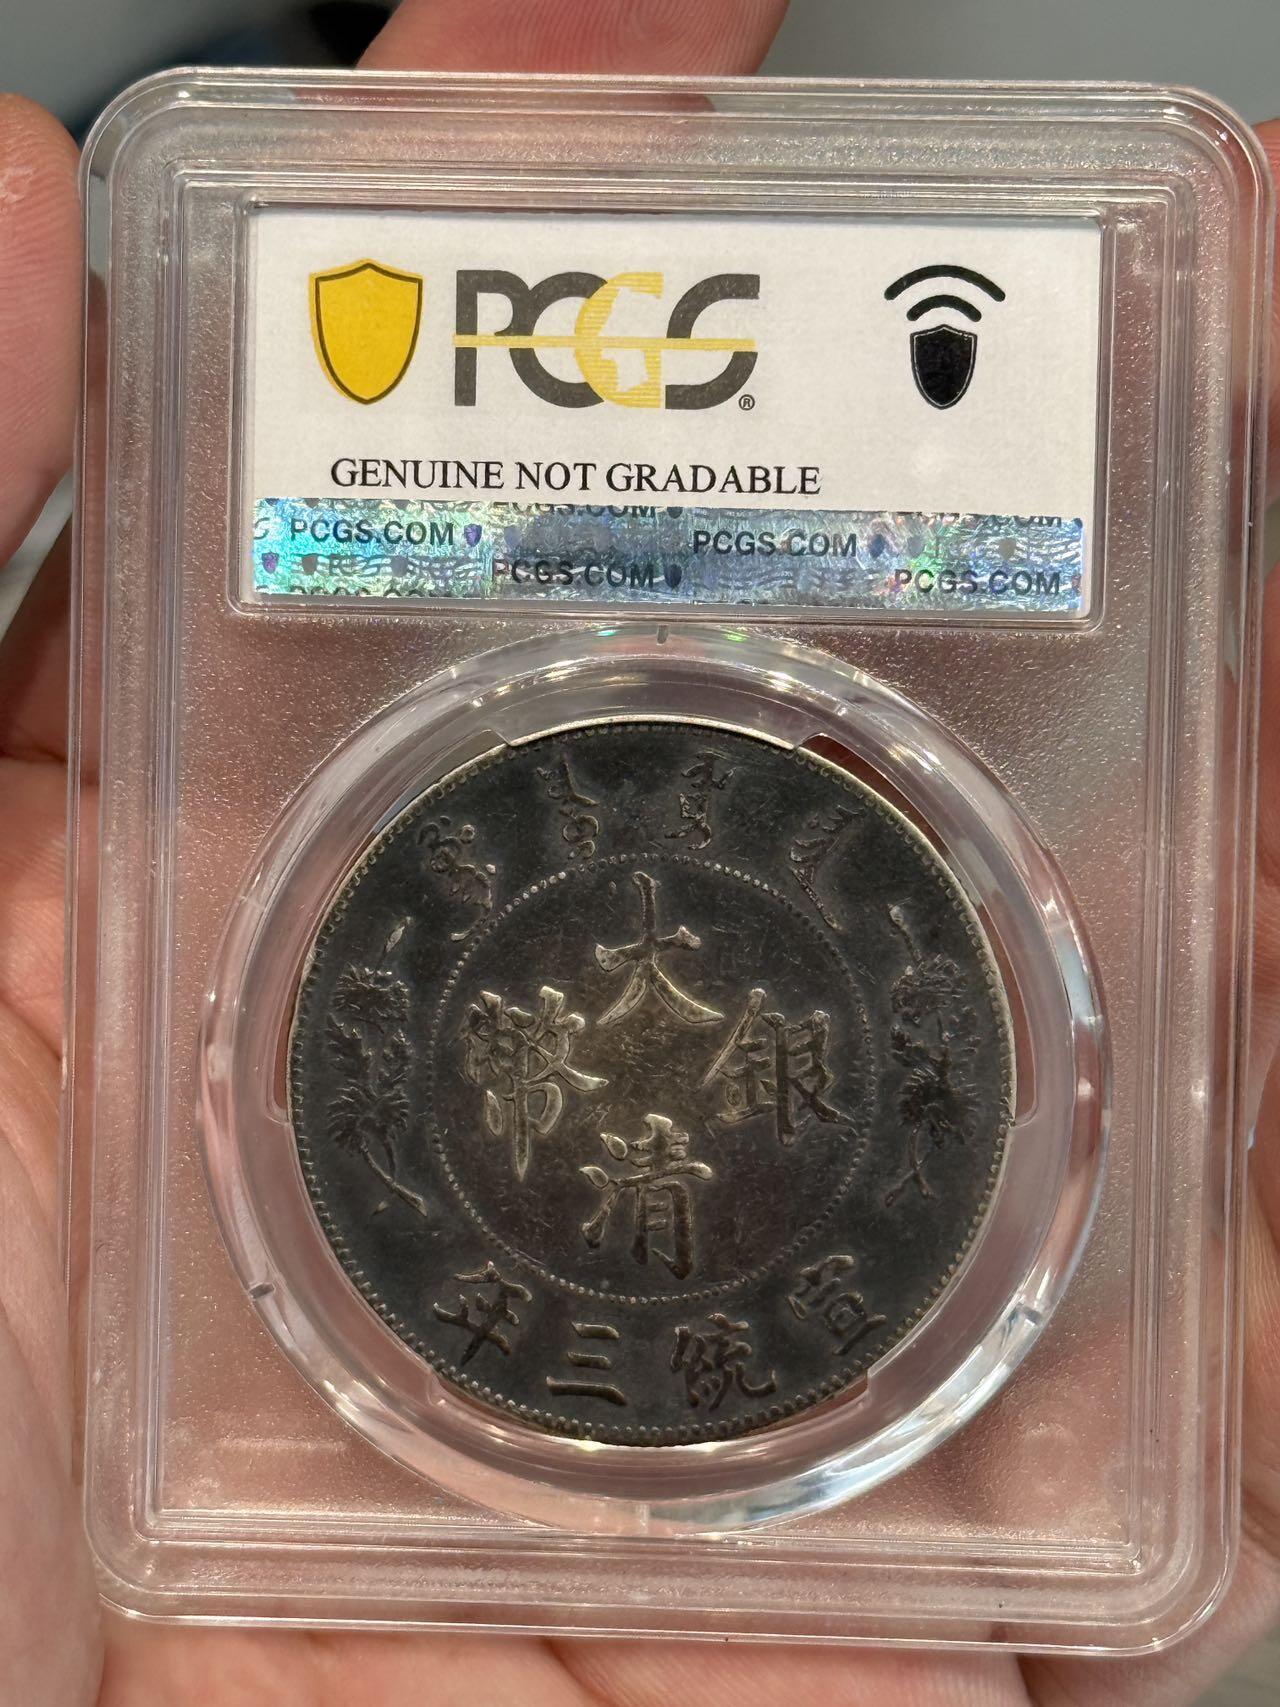 PCGS®
GENUINE NOT GRADABLE
PCGS.COM
PCGS.COM
PCGS.COM
PCGS.COM
大清銀幣
宣統三年